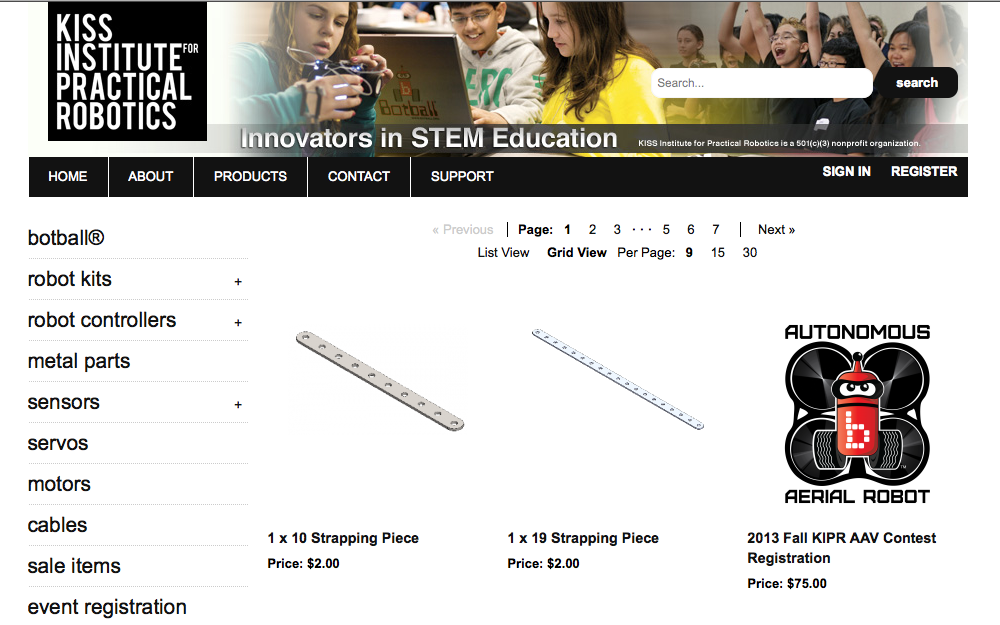 KISS
INSTITUTE FOR
PRACTICAL
ROBOTICS
Botball
Search...
search
Innovators in STEM Education
KISS Institute for Practical Robotics is a 501(c)(3) nonprofit organization.
HOME ABOUT PRODUCTS CONTACT SUPPORT SIGN IN REGISTER
botball®
robot kits +
robot controllers +
metal parts
sensors +
servos
motors
cables
sale items
event registration
« Previous | Page: 1 2 3 · · · 5 6 7 | Next »
List View Grid View Per Page: 9 15 30
AUTONOMOUS
b
TM
AERIAL ROBOT
1 x 10 Strapping Piece
Price: $2.00
1 x 19 Strapping Piece
Price: $2.00
2013 Fall KIPR AAV Contest
Registration
Price: $75.00